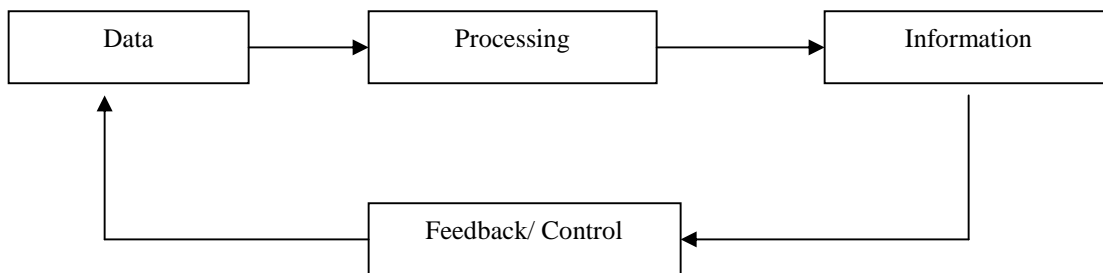 Data
Processing
Information
Feedback/ Control